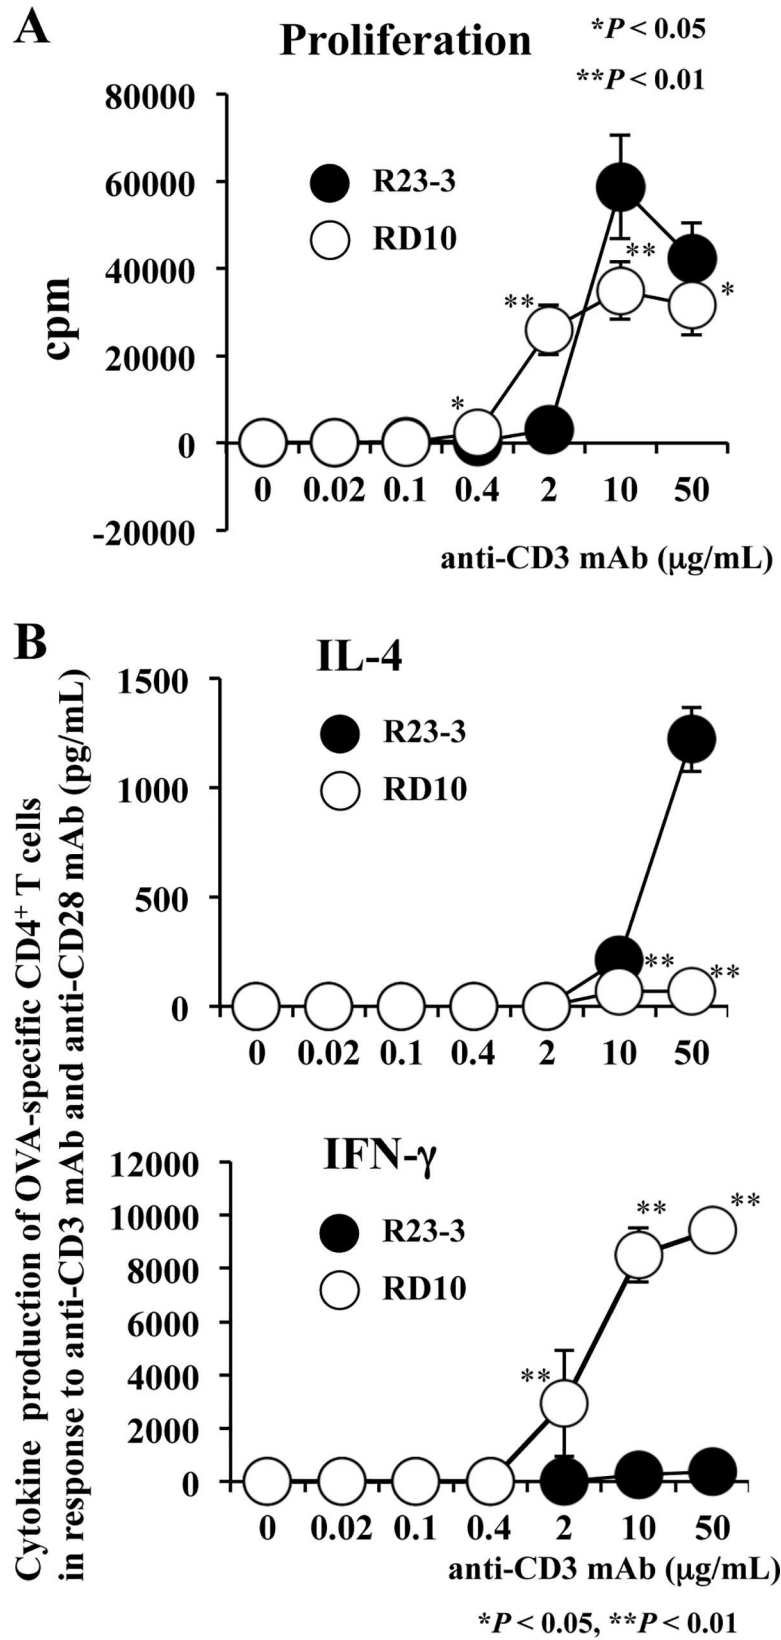 A
Proliferation
*P < 0.05
**P < 0.01
80000
60000
40000
20000
0
-20000
cpm
R23-3
RD10
**
**
*
*
0 0.02 0.1 0.4 2 10 50
anti-CD3 mAb (μg/mL)
B
Cytokine production of OVA-specific CD4+ T cells
in response to anti-CD3 mAb and anti-CD28 mAb (pg/mL)
IL-4
1500
1000
500
0
R23-3
RD10
**
**
0 0.02 0.1 0.4 2 10 50
IFN-γ
12000
10000
8000
6000
4000
2000
0
R23-3
RD10
**
**
**
0 0.02 0.1 0.4 2 10 50
anti-CD3 mAb (μg/mL)
*P < 0.05, **P < 0.01